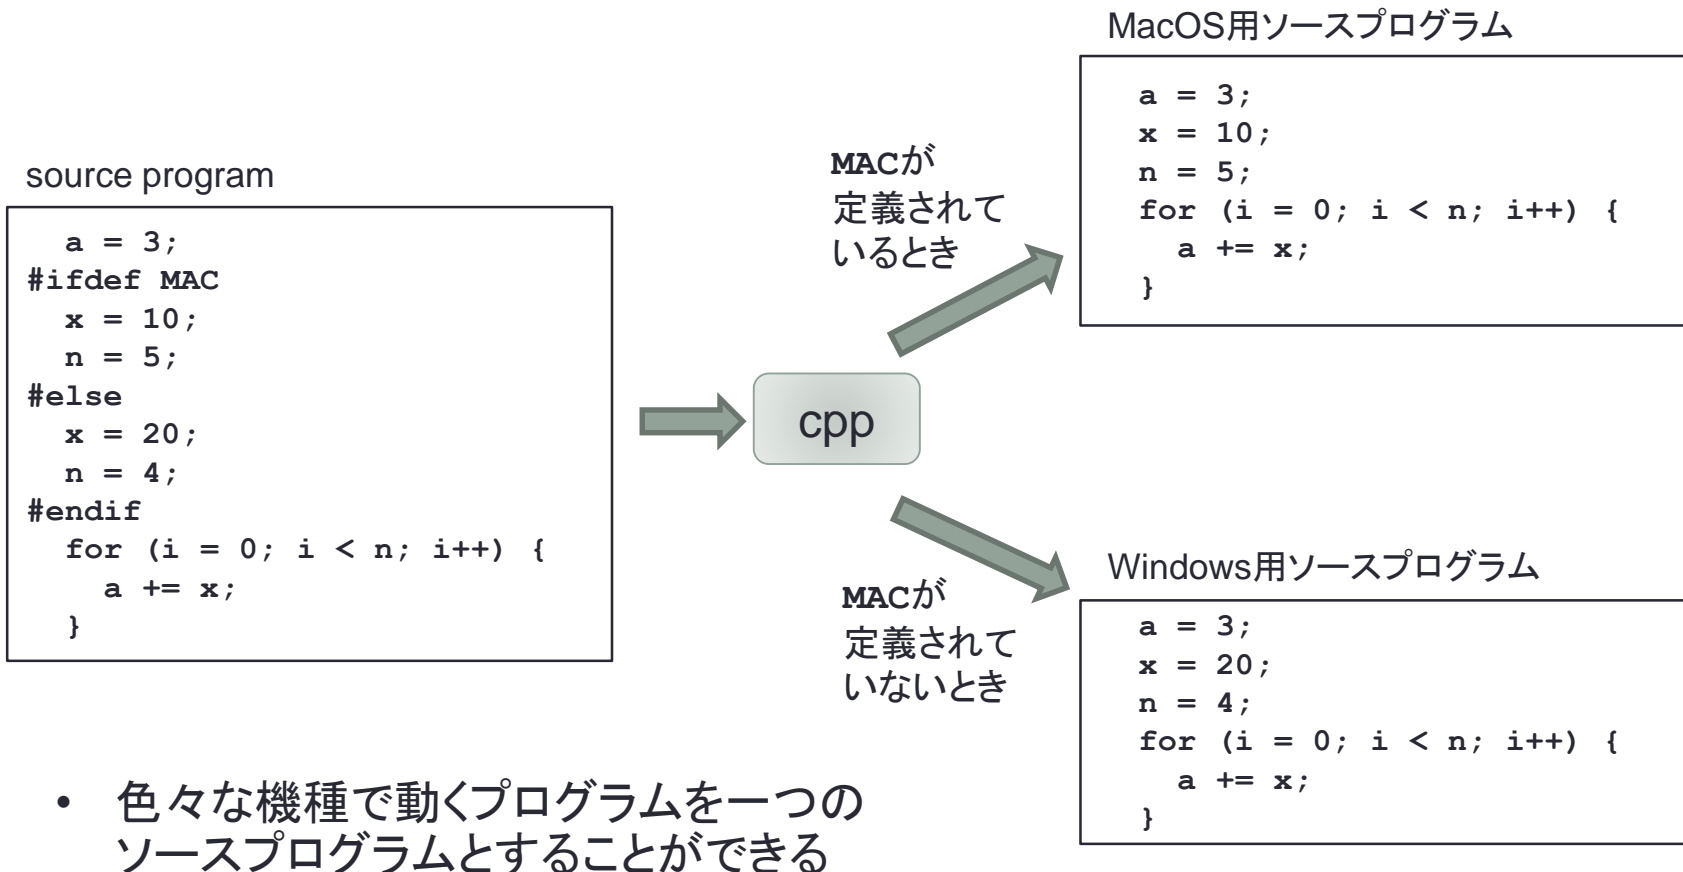 source program
a = 3;
#ifdef MAC
x = 10;
n = 5;
#else
x = 20;
n = 4;
#endif
for (i = 0; i < n; i++) {
a += x;
}
cpp
MACが
定義されて
いるとき
MacOS用ソースプログラム
a = 3;
x = 10;
n = 5;
for (i = 0; i < n; i++) {
a += x;
}
MACが
定義されて
いないとき
Windows用ソースプログラム
a = 3;
x = 20;
n = 4;
for (i = 0; i < n; i++) {
a += x;
}
• 色々な機種で動くプログラムを一つの
ソースプログラムとすることができる